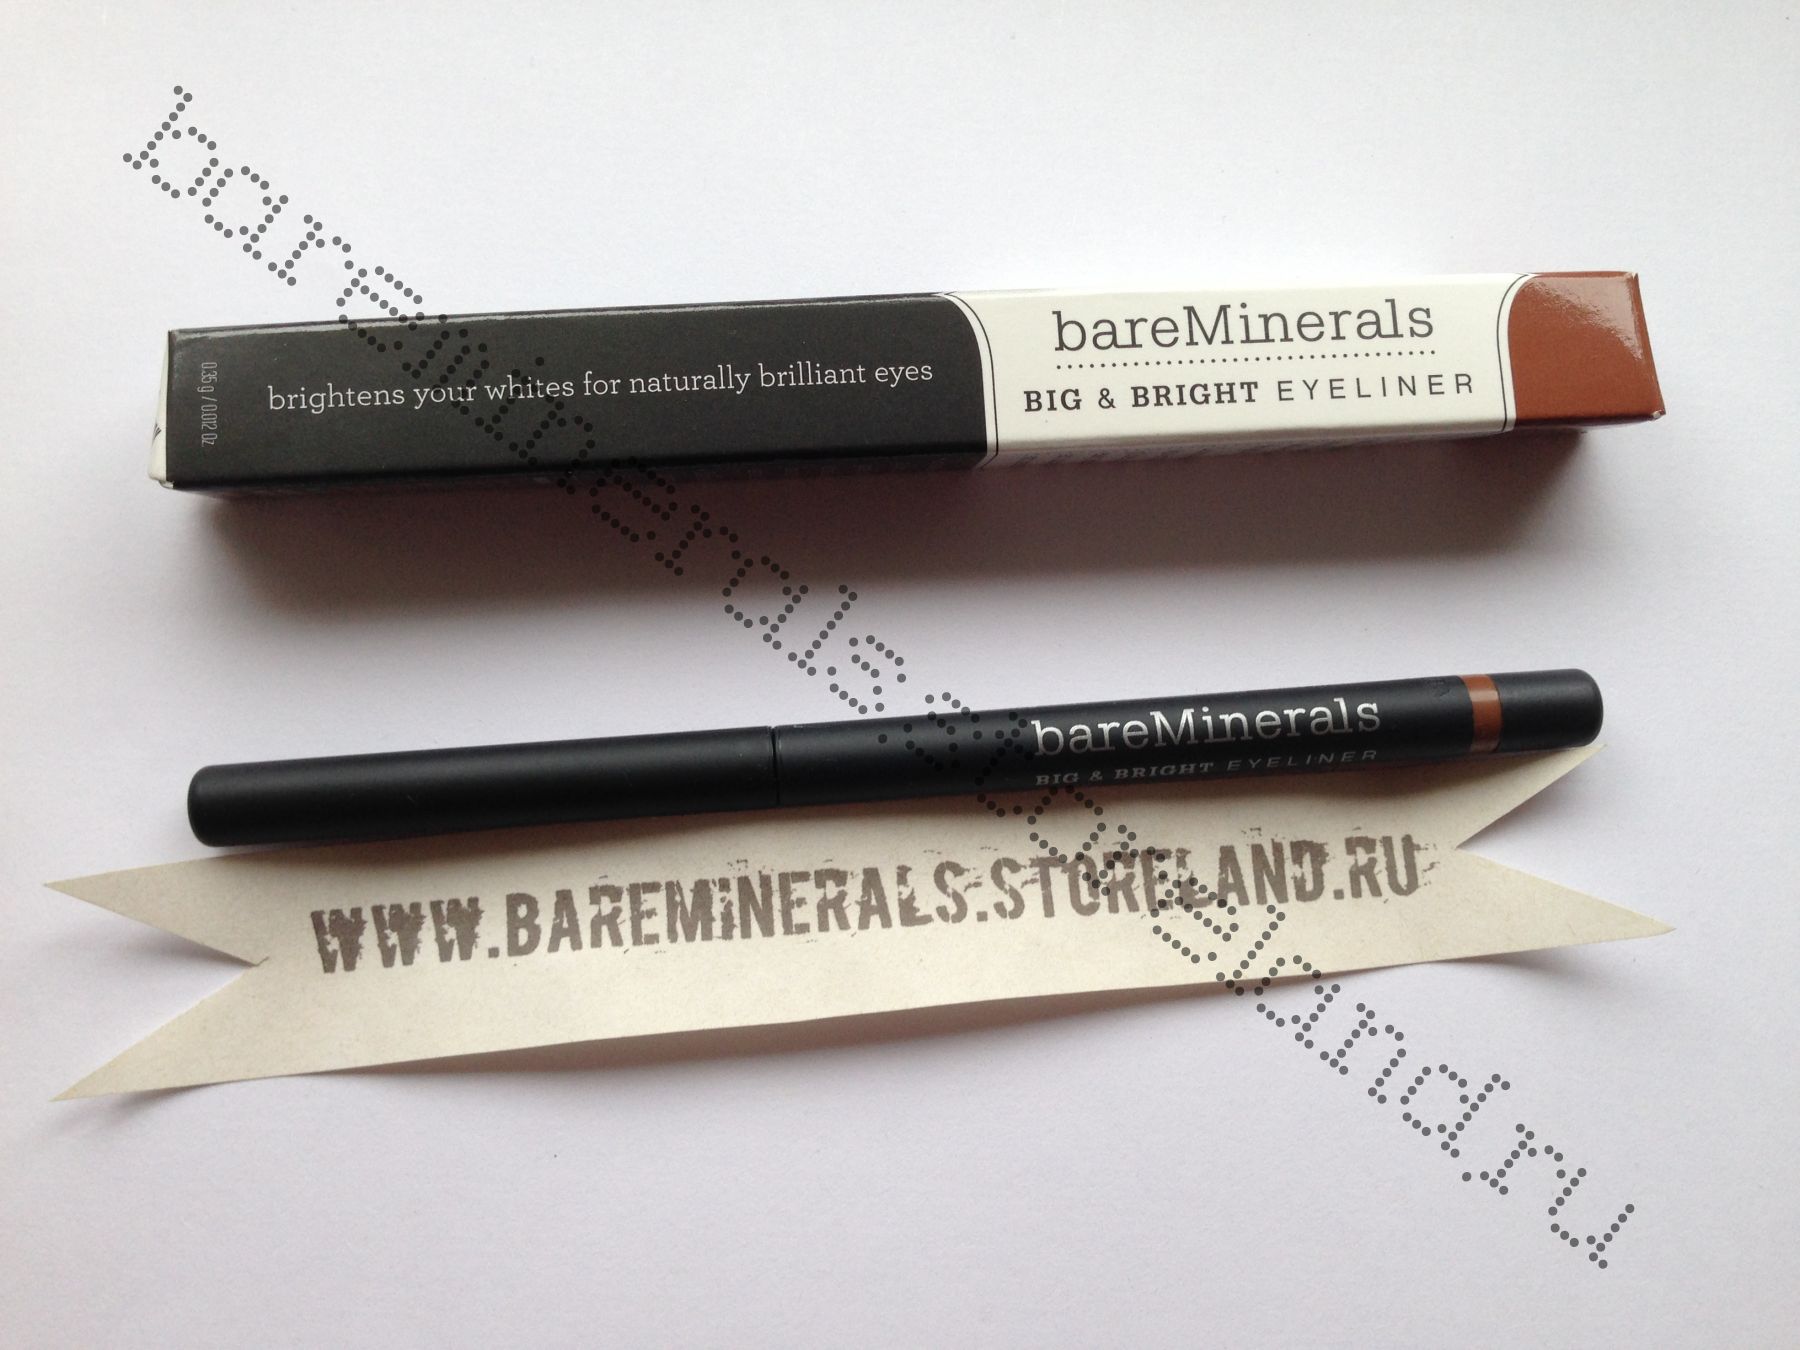 0.35 g / 0.012 Oz
brightens your whites for naturally brilliant eyes
bareMinerals
BIG & BRIGHT EYELINER
bareMinerals
BIG & BRIGHT EYELINER
WWW.BAREMINERALS.STORELAND.RU
bareminerals.storeland.ru